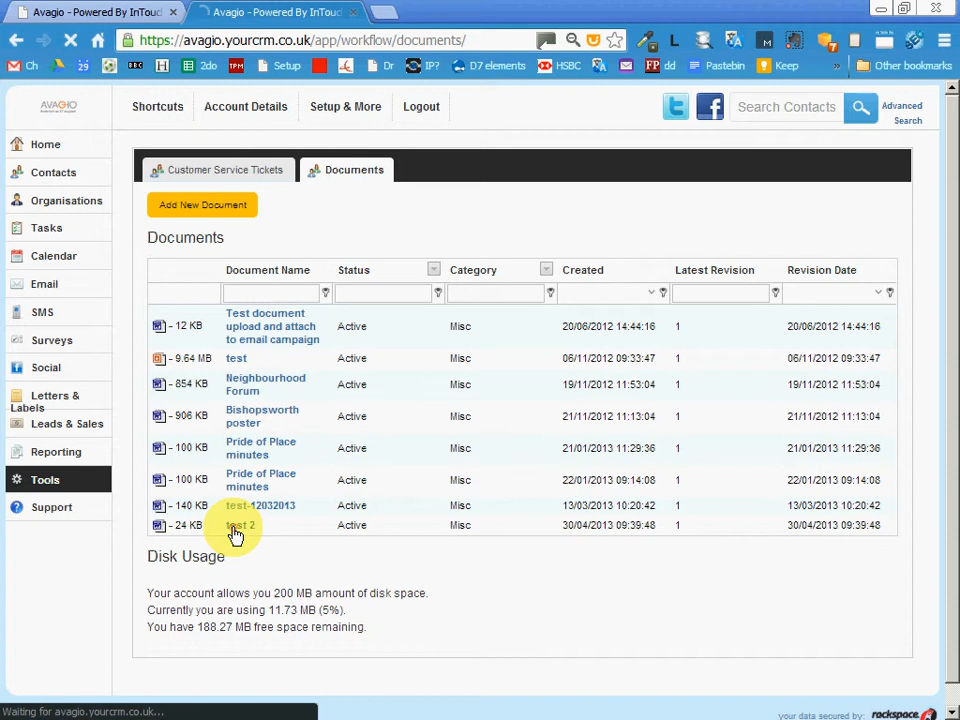 Avagio - Powered By InTouc
Avagio - Powered By InTouc
https://avagio.yourcrm.co.uk/app/workflow/documents/
Ch 29 BBC H 2do TPM Setup Dr IP? D7 elements HSBC FP dd Pastebin Keep » Other bookmarks
AVAGIO
Shortcuts Account Details Setup & More Logout Search Contacts Advanced
Search
Home
Contacts
Organisations
Tasks
Calendar
Email
SMS
Surveys
Social
Letters &
Labels
Leads & Sales
Reporting
Tools
Support
Customer Service Tickets Documents
Add New Document
Documents
Document Name Status Category Created Latest Revision Revision Date
- 12 KB Test document
upload and attach
to email campaign Active Misc 20/06/2012 14:44:16 1 20/06/2012 14:44:16
- 9.64 MB test Active Misc 06/11/2012 09:33:47 1 06/11/2012 09:33:47
- 854 KB Neighbourhood
Forum Active Misc 19/11/2012 11:53:04 1 19/11/2012 11:53:04
- 906 KB Bishopsworth
poster Active Misc 21/11/2012 11:13:04 1 21/11/2012 11:13:04
- 100 KB Pride of Place
minutes Active Misc 21/01/2013 11:29:36 1 21/01/2013 11:29:36
- 100 KB Pride of Place
minutes Active Misc 22/01/2013 09:14:08 1 22/01/2013 09:14:08
- 140 KB test-12032013 Active Misc 13/03/2013 10:20:42 1 13/03/2013 10:20:42
- 24 KB test 2 Active Misc 30/04/2013 09:39:48 1 30/04/2013 09:39:48
Disk Usage
Your account allows you 200 MB amount of disk space.
Currently you are using 11.73 MB (5%).
You have 188.27 MB free space remaining.
Waiting for avagio.yourcrm.co.uk...
your data secured by: rackspace